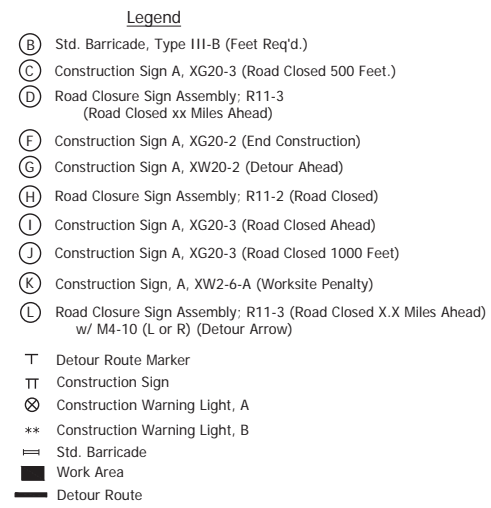 Legend
B Std. Barricade, Type III-B (Feet Req'd.)
C Construction Sign A, XG20-3 (Road Closed 500 Feet.)
D Road Closure Sign Assembly; R11-3
(Road Closed xx Miles Ahead)
F Construction Sign A, XG20-2 (End Construction)
G Construction Sign A, XW20-2 (Detour Ahead)
H Road Closure Sign Assembly; R11-2 (Road Closed)
I Construction Sign A, XG20-3 (Road Closed Ahead)
J Construction Sign A, XG20-3 (Road Closed 1000 Feet)
K Construction Sign, A, XW2-6-A (Worksite Penalty)
L Road Closure Sign Assembly; R11-3 (Road Closed X.X Miles Ahead)
w/ M4-10 (L or R) (Detour Arrow)
Detour Route Marker
Construction Sign
Construction Warning Light, A
** Construction Warning Light, B
Std. Barricade
Work Area
Detour Route